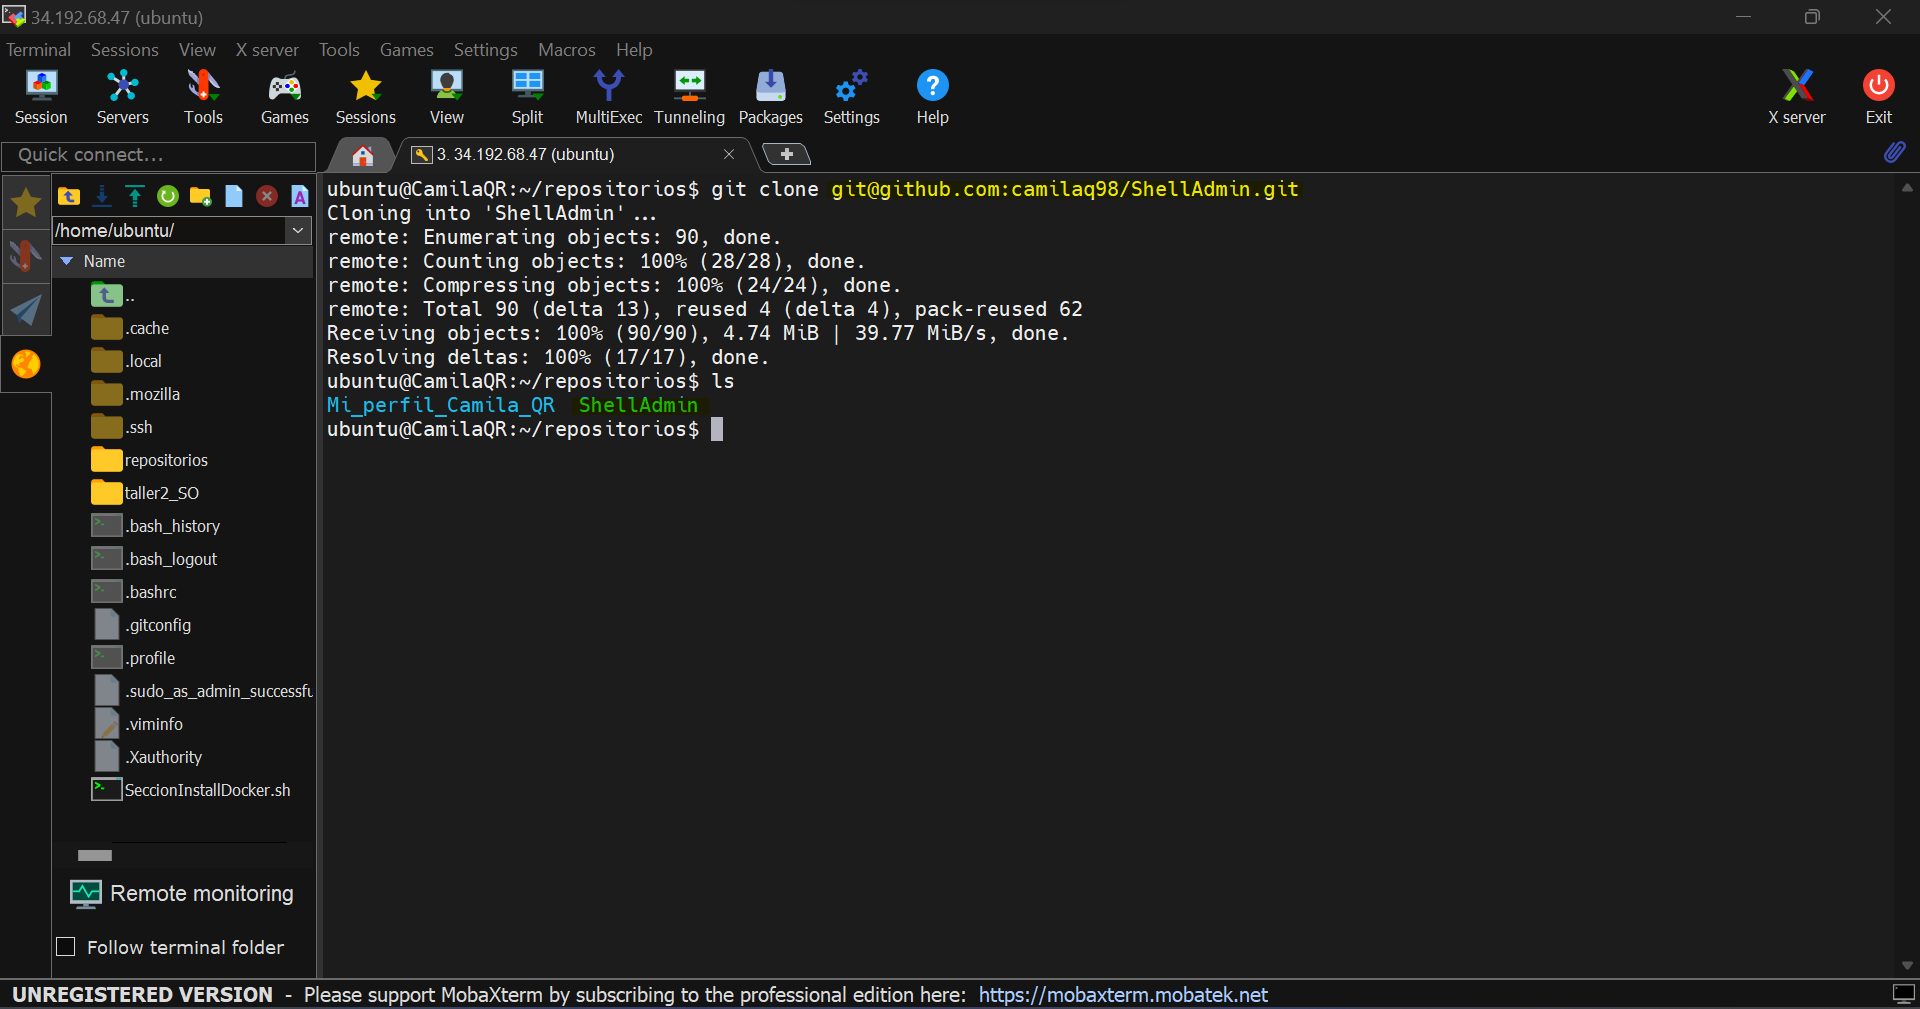 34.192.68.47 (ubuntu)
Terminal Sessions View X server Tools Games Settings Macros Help
Session Servers Tools Games Sessions View Split MultiExec Tunneling Packages Settings Help X server Exit
Quick connect...
3. 34.192.68.47 (ubuntu)
/home/ubuntu/
Name
..
.cache
.local
.mozilla
.ssh
repositorios
taller2_SO
.bash_history
.bash_logout
.bashrc
.gitconfig
.profile
.sudo_as_admin_successfu
.viminfo
.Xauthority
SeccionInstallDocker.sh
Remote monitoring
Follow terminal folder
ubuntu@CamilaQR:~/repositorios$ git clone git@github.com:camilaq98/ShellAdmin.git
Cloning into 'ShellAdmin'...
remote: Enumerating objects: 90, done.
remote: Counting objects: 100% (28/28), done.
remote: Compressing objects: 100% (24/24), done.
remote: Total 90 (delta 13), reused 4 (delta 4), pack-reused 62
Receiving objects: 100% (90/90), 4.74 MiB | 39.77 MiB/s, done.
Resolving deltas: 100% (17/17), done.
ubuntu@CamilaQR:~/repositorios$ ls
Mi_perfil_Camila_QR ShellAdmin
ubuntu@CamilaQR:~/repositorios$
UNREGISTERED VERSION - Please support MobaXterm by subscribing to the professional edition here: https://mobaxterm.mobatek.net